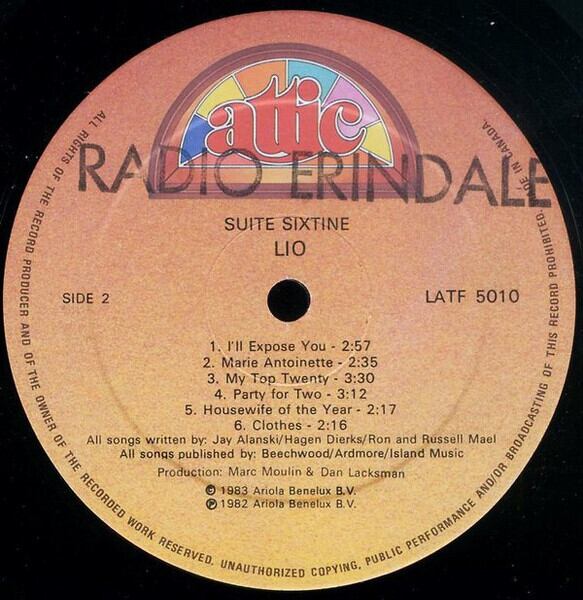 attic
RADIO ERINDALE
SUITE SIXTINE
LIO
SIDE 2
LATF 5010
1. I'll Expose You - 2:57
2. Marie Antoinette - 2:35
3. My Top Twenty - 3:30
4. Party for Two - 3:12
5. Housewife of the Year - 2:17
6. Clothes - 2:16
All songs written by: Jay Alanski/Hagen Dierks/Ron and Russell Mael
All songs published by: Beechwood/Ardmore/Island Music
Production: Marc Moulin & Dan Lacksman
© 1983 Ariola Benelux B.V.
℗ 1982 Ariola Benelux B.V.
ALL RIGHTS OF THE RECORD PRODUCER AND OF THE OWNER OF THE RECORDED WORK RESERVED. UNAUTHORIZED COPYING, PUBLIC PERFORMANCE AND/OR BROADCASTING OF THIS RECORD PROHIBITED. IN CANADA.